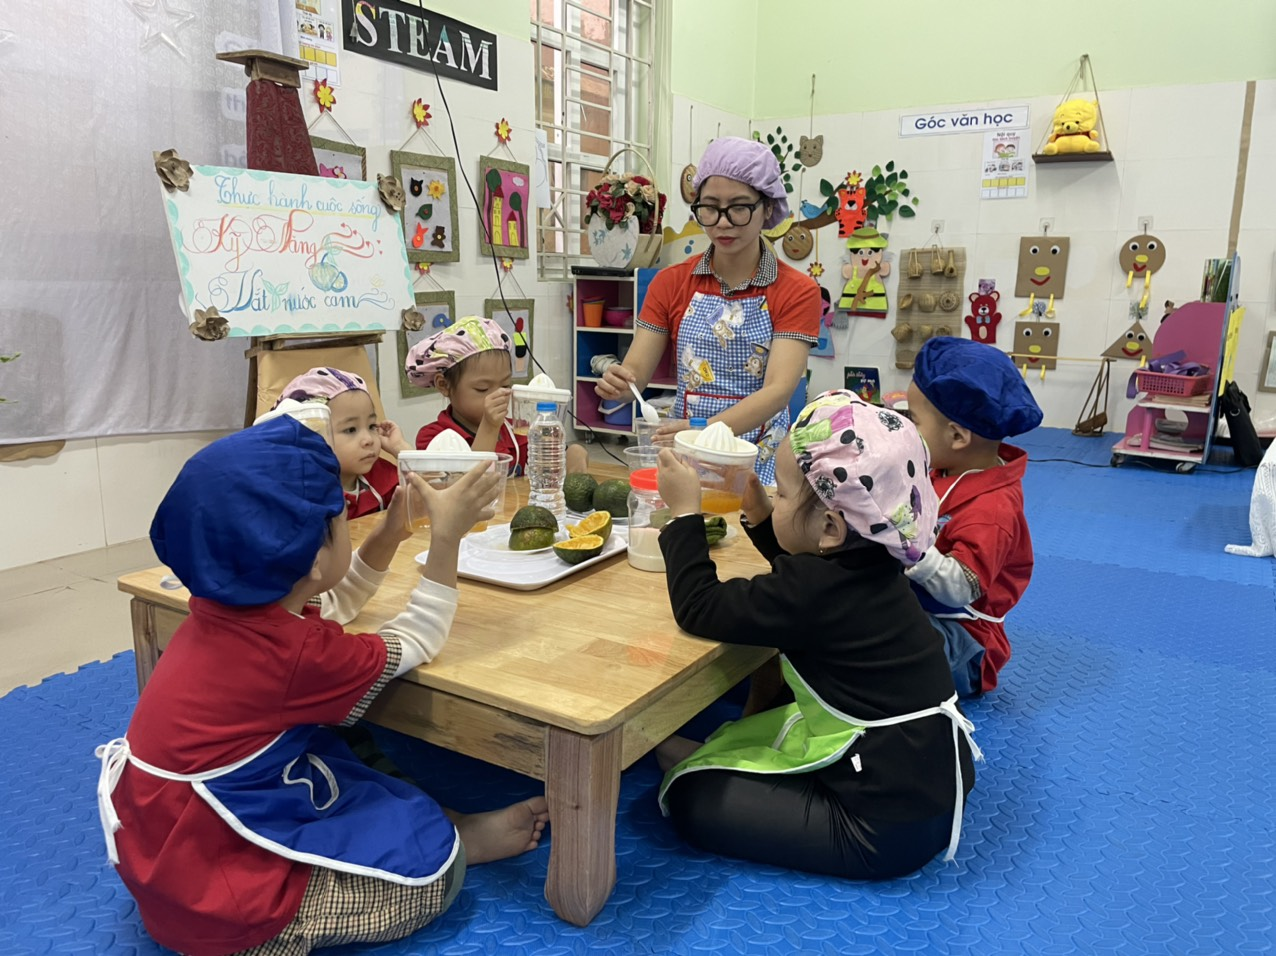 STEAM
Góc văn học
Thực hành cuộc sống
Kỹ Năng
Vắt nước cam